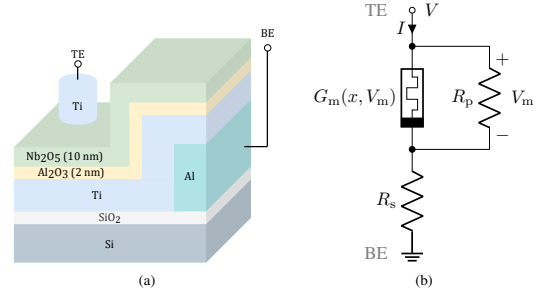 TE
BE
Ti
Nb2O5 (10 nm)
Al2O3 (2 nm)
Ti
Al
SiO2
Si
(a)
TE
V
I
+
Gm(x, Vm)
Rp
Vm
−
Rs
BE
(b)